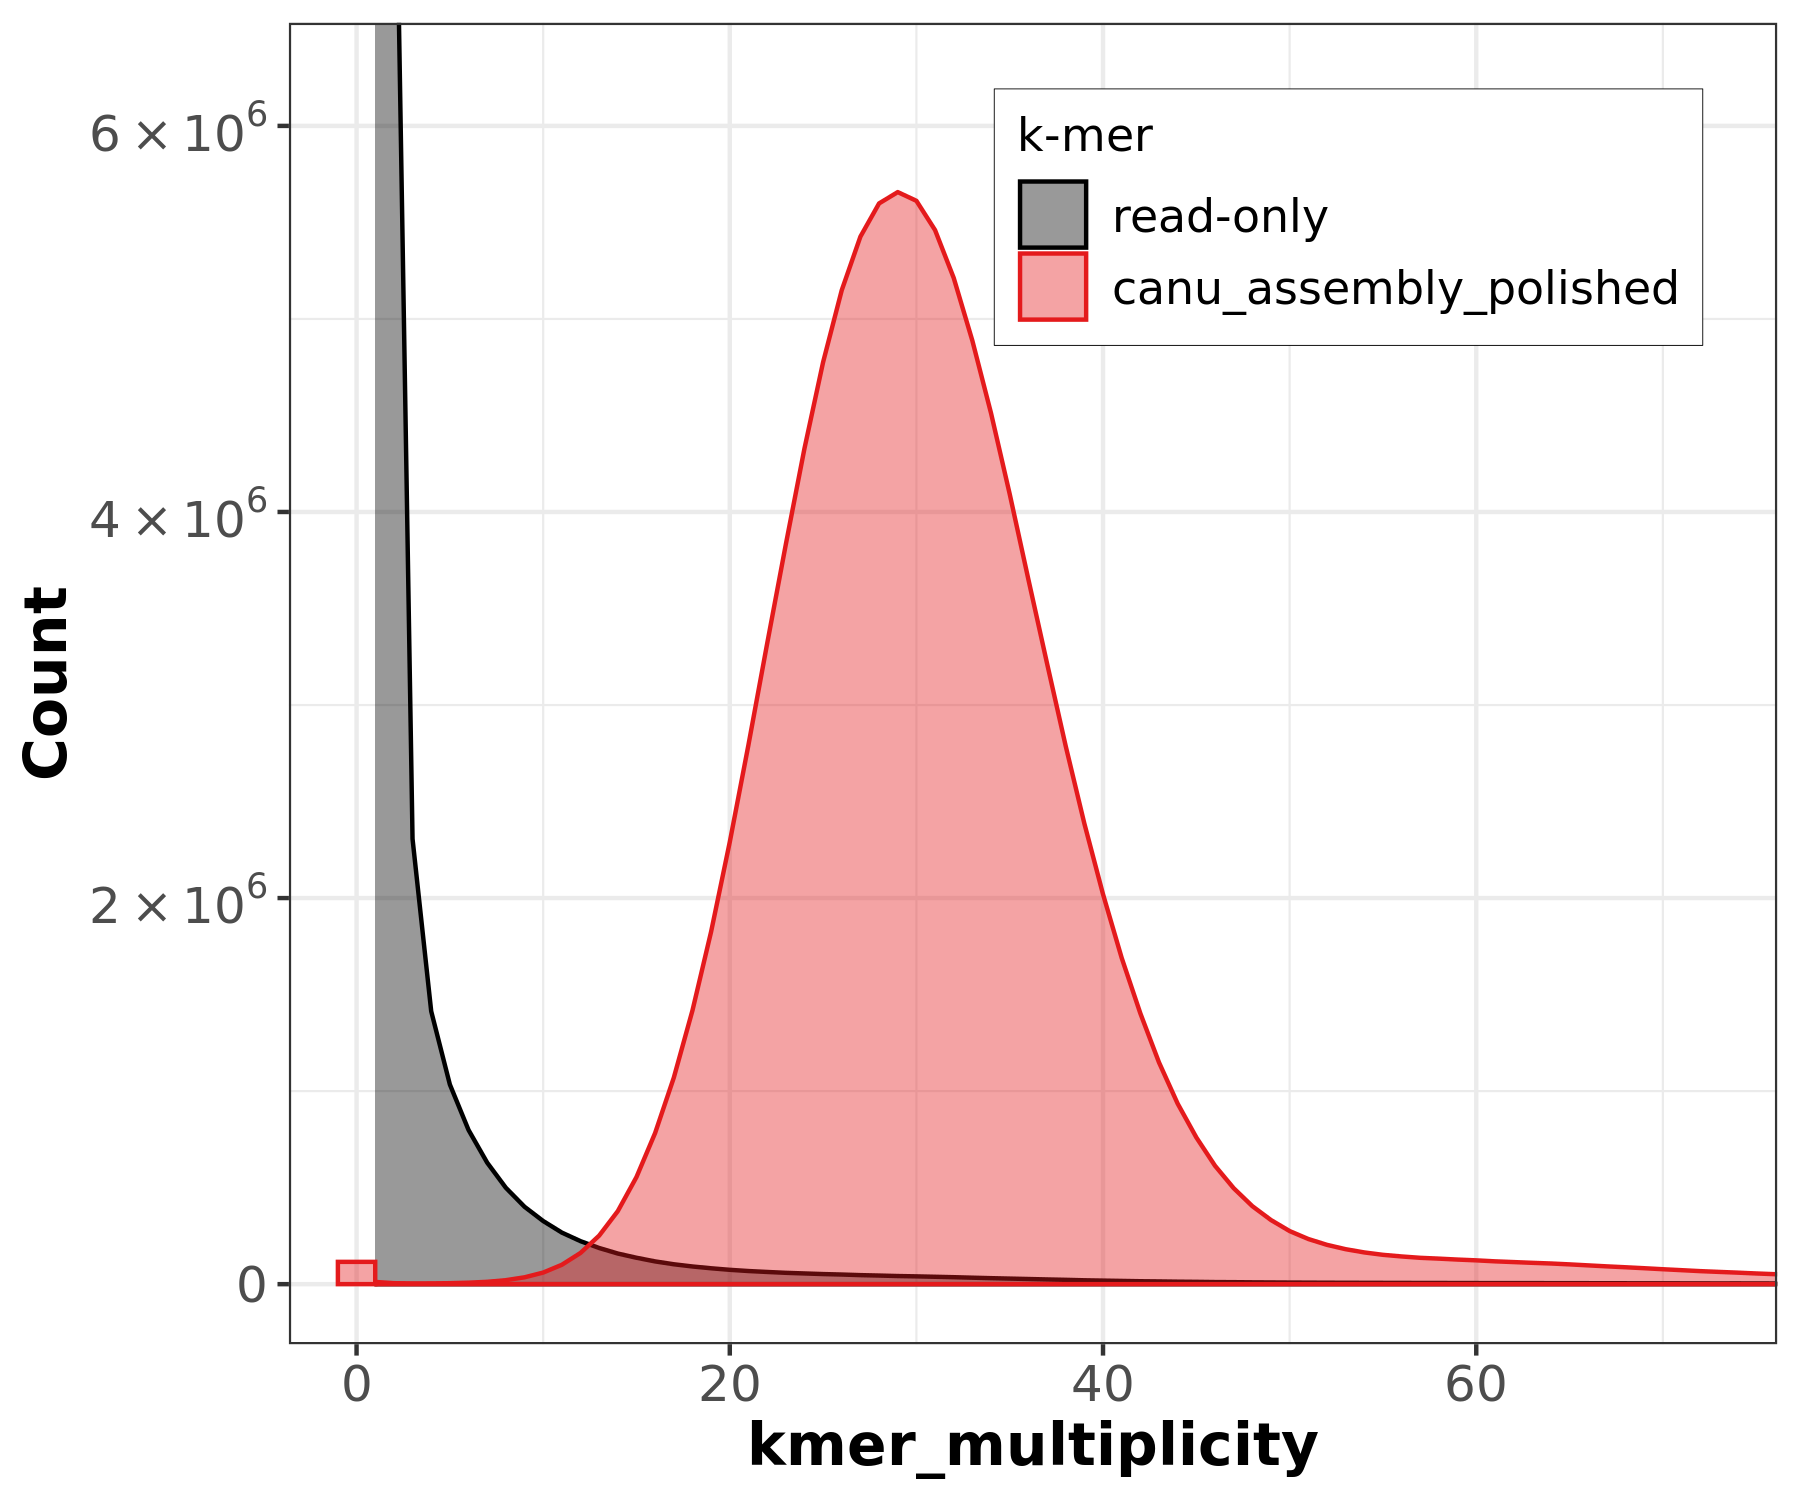 k-mer
read-only
canu_assembly_polished
6×10⁶
4×10⁶
2×10⁶
0
Count
0 20 40 60
kmer_multiplicity